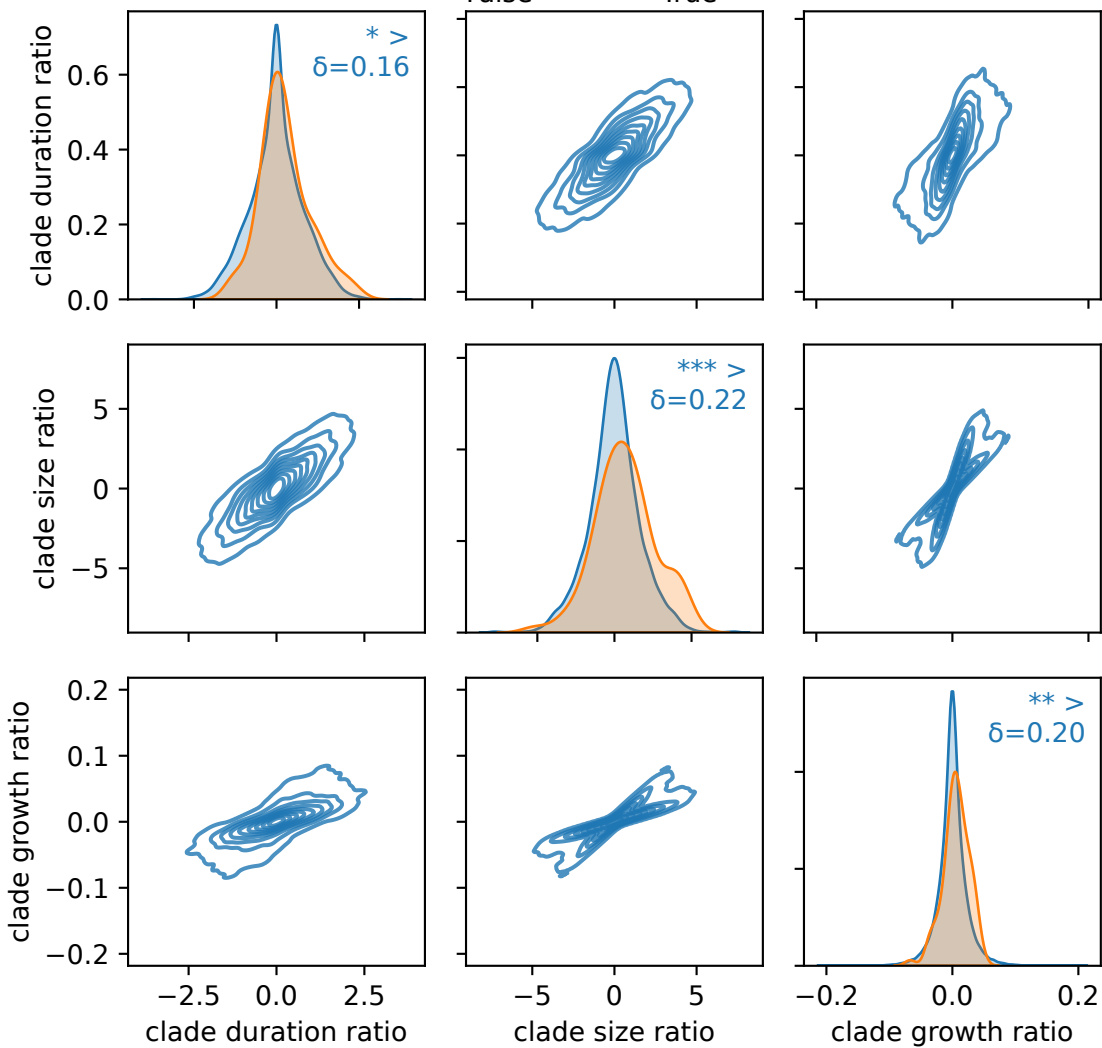 False True
clade duration ratio
0.6
0.4
0.2
0.0
* >
δ=0.16
clade size ratio
5
0
−5
*** >
δ=0.22
clade growth ratio
0.2
0.1
0.0
−0.1
−0.2
** >
δ=0.20
−2.5 0.0 2.5
−5 0 5
−0.2 0.0 0.2
clade duration ratio
clade size ratio
clade growth ratio